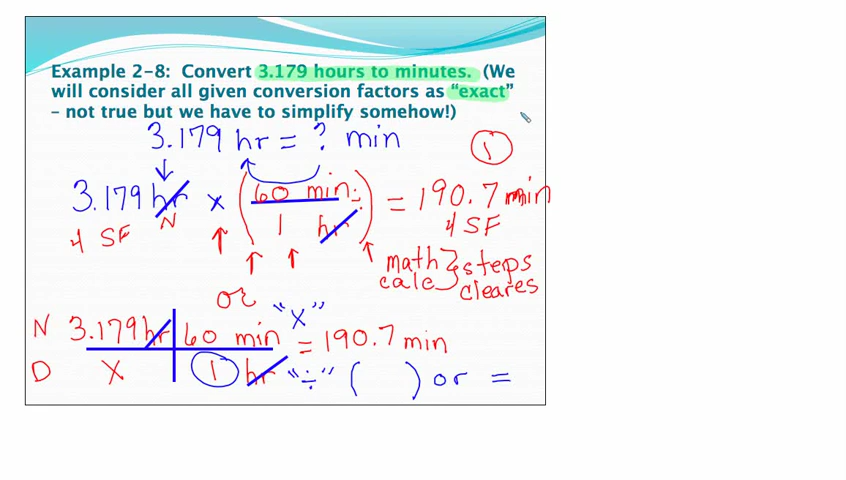 Example 2-8: Convert 3.179 hours to minutes. (We
will consider all given conversion factors as “exact”
– not true but we have to simplify somehow!)
3.179 hr = ? min
1
3.179 hr x ( 60 min ÷ ) = 190.7 min
N 1 hr
4 SF 4 SF
math } steps
calc } cleares
or "x"
N 3.179 hr 60 min = 190.7 min
D X 1 hr "÷" ( ) or =